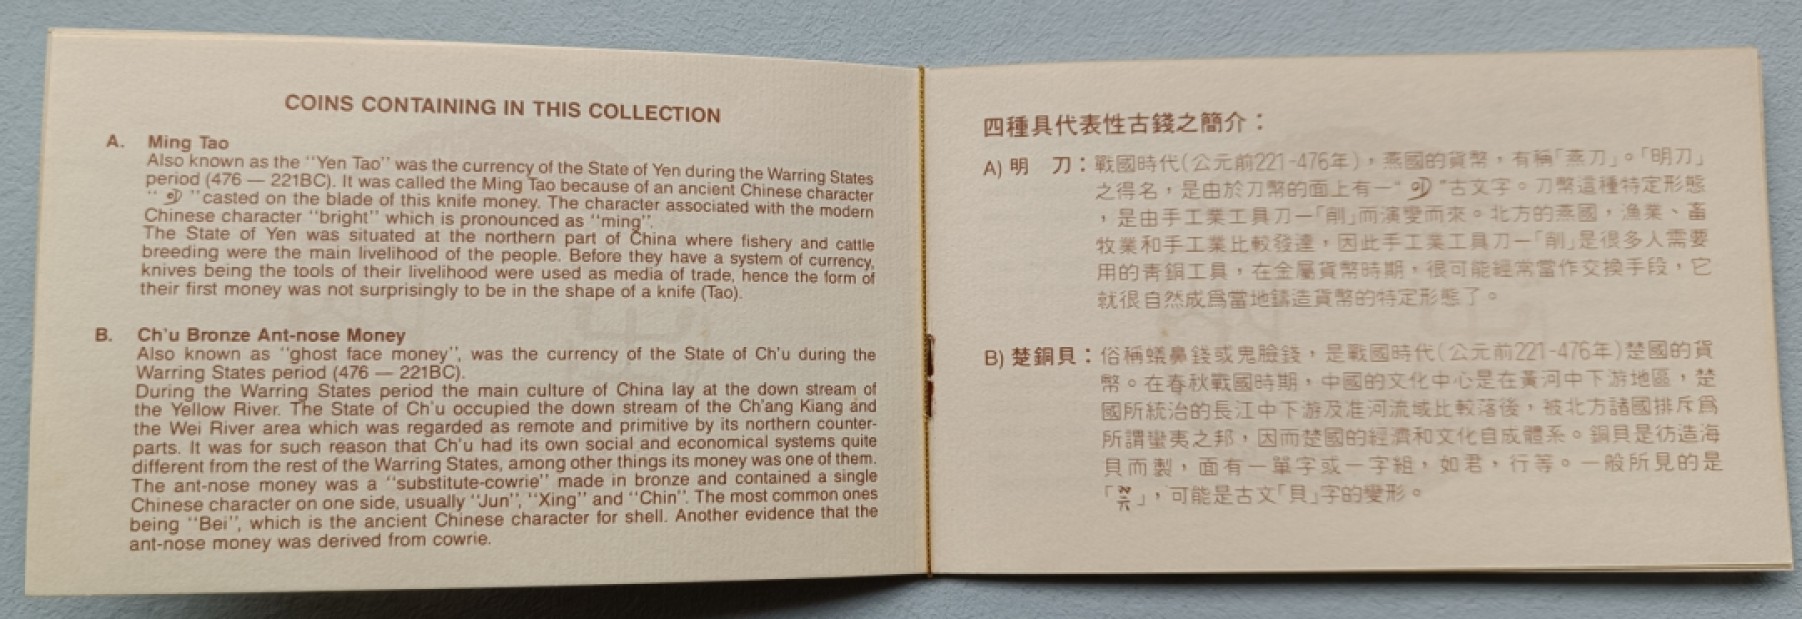 COINS CONTAINING IN THIS COLLECTION
A. Ming Tao
Also known as the "Yen Tao" was the currency of the State of Yen during the Warring States
period (476 — 221BC). It was called the Ming Tao because of an ancient Chinese character
" " casted on the blade of this knife money. The character associated with the modern
Chinese character "bright" which is pronounced as "ming".
The State of Yen was situated at the northern part of China where fishery and cattle
breeding were the main livelihood of the people. Before they have a system of currency,
knives being the tools of their livelihood were used as media of trade, hence the form of
their first money was not surprisingly to be in the shape of a knife (Tao).
B. Ch'u Bronze Ant-nose Money
Also known as "ghost face money", was the currency of the State of Ch'u during the
Warring States period (476 — 221BC).
During the Warring States period the main culture of China lay at the down stream of
the Yellow River. The State of Ch'u occupied the down stream of the Ch'ang Kiang and
the Wei River area which was regarded as remote and primitive by its northern counter-
parts. It was for such reason that Ch'u had its own social and economical systems quite
different from the rest of the Warring States, among other things its money was one of them.
The ant-nose money was a "substitute-cowrie" made in bronze and contained a single
Chinese character on one side, usually "Jun", "Xing" and "Chin". The most common ones
being "Bei", which is the ancient Chinese character for shell. Another evidence that the
ant-nose money was derived from cowrie.
四種具代表性古錢之簡介：
A) 明 刀：戰國時代(公元前221-476年)，燕國的貨幣，有稱「燕刀」。「明刀」
之得名，是由於刀幣的面上有一" "古文字。刀幣這種特定形態
，是由手工業工具刀一「削」而演變而來。北方的燕國，漁業、畜
牧業和手工業比較發達，因此手工業工具刀一「削」是很多人需要
用的青銅工具，在金屬貨幣時期，很可能經常當作交換手段，它
就很自然成爲當地鑄造貨幣的特定形態了。
B) 楚銅貝：俗稱蟻鼻錢或鬼臉錢，是戰國時代(公元前221-476年)楚國的貨
幣。在春秋戰國時期，中國的文化中心是在黃河中下游地區，楚
國所統治的長江中下游及淮河流域比較落後，被北方諸國排斥爲
所謂蠻夷之邦，因而楚國的經濟和文化自成體系。銅貝是仿造海
貝而製，面有一單字或一字組，如君，行等。一般所見的是
「 」，可能是古文「貝」字的變形。